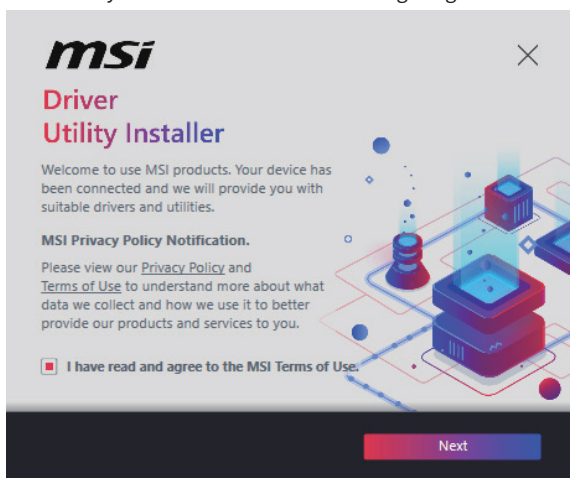 msi
Driver
Utility Installer
Welcome to use MSI products. Your device has
been connected and we will provide you with
suitable drivers and utilities.
MSI Privacy Policy Notification.
Please view our Privacy Policy and
Terms of Use to understand more about what
data we collect and how we use it to better
provide our products and services to you.
I have read and agree to the MSI Terms of Use.
Next